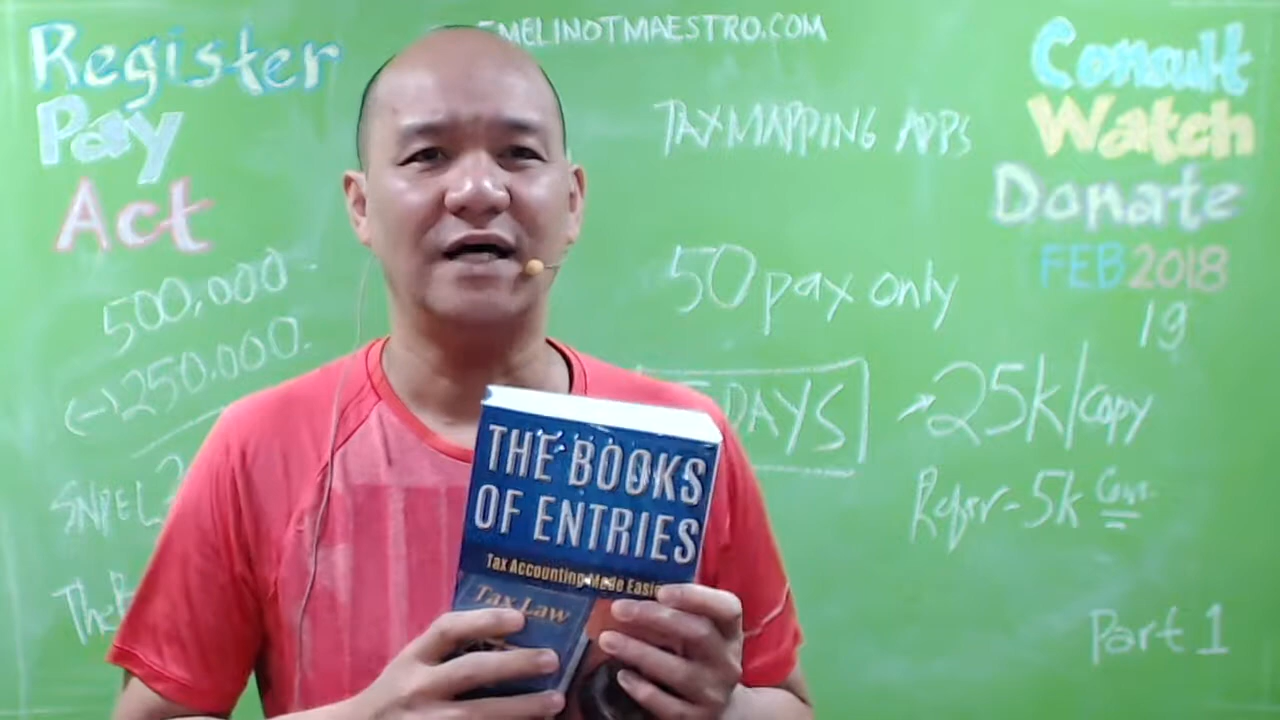 EMELINOTMAESTRO.COM
Register
Pay
Act
Consult
Watch
Donate
FEB 2018
19
TAXMAPPING APPS
500,000-
(-) 250,000.
50 pay only
DAYS
25k/copy
Refer - 5k
Part 1
THE BOOKS
OF ENTRIES
Tax Accounting Made Easie
Tax Law